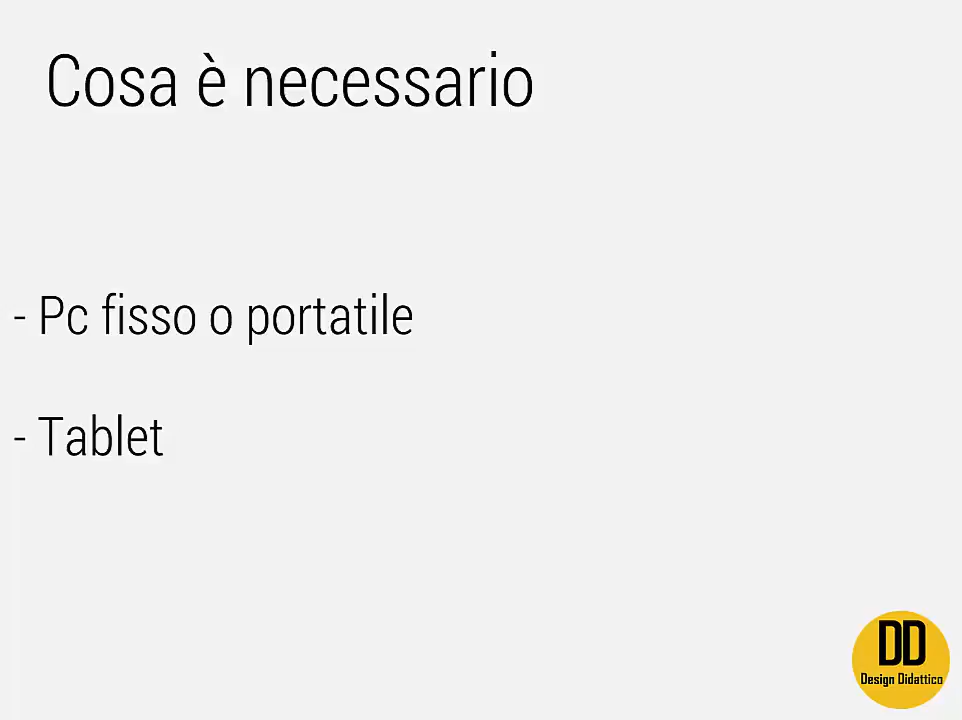 Cosa è necessario
- Pc fisso o portatile
- Tablet
DD
Design Didattico